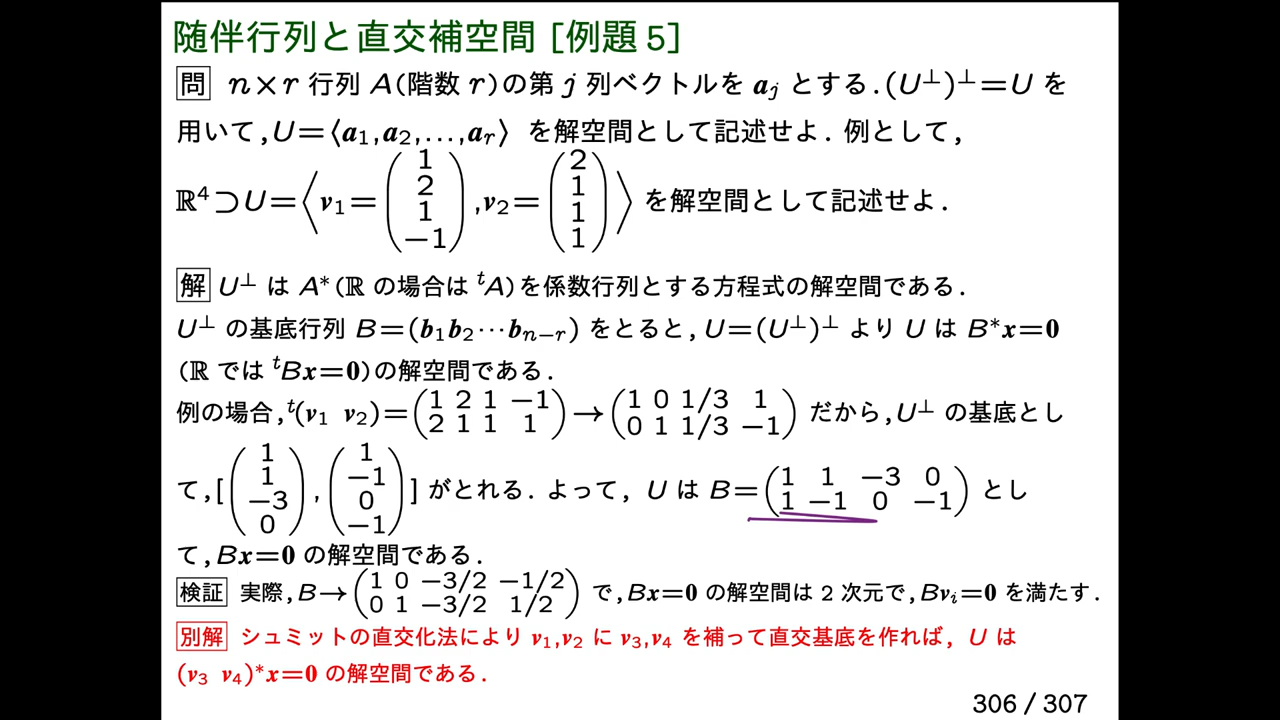 随伴行列と直交補空間 [例題 5]
問 n×r 行列 A(階数 r)の第 j 列ベクトルを a_j とする.(U^⊥)^⊥=U を
用いて,U=⟨a_1,a_2,…,a_r⟩ を解空間として記述せよ. 例として,
ℝ^4⊃U=⟨v_1=(1 2 1 −1),v_2=(2 1 1 1)⟩ を解空間として記述せよ.
解 U^⊥ は A*(ℝ の場合は ^tA)を係数行列とする方程式の解空間である.
U^⊥ の基底行列 B=(b_1b_2⋯b_{n−r}) をとると, U=(U^⊥)^⊥ より U は B*x=0
(ℝ では ^tBx=0)の解空間である.
例の場合,^t(v_1 v_2)=(1 2 1 −1 / 2 1 1 1)→(1 0 1/3 1 / 0 1 1/3 −1) だから,U^⊥ の基底とし
て,[(1 1 −3 0),(1 −1 0 −1)] がとれる. よって, U は B=(1 1 −3 0 / 1 −1 0 −1) とし
て,Bx=0 の解空間である.
検証 実際,B→(1 0 −3/2 −1/2 / 0 1 −3/2 1/2) で,Bx=0 の解空間は 2 次元で,Bv_i=0 を満たす.
別解 シュミットの直交化法により v_1,v_2 に v_3,v_4 を補って直交基底を作れば, U は
(v_3 v_4)*x=0 の解空間である.
306 / 307